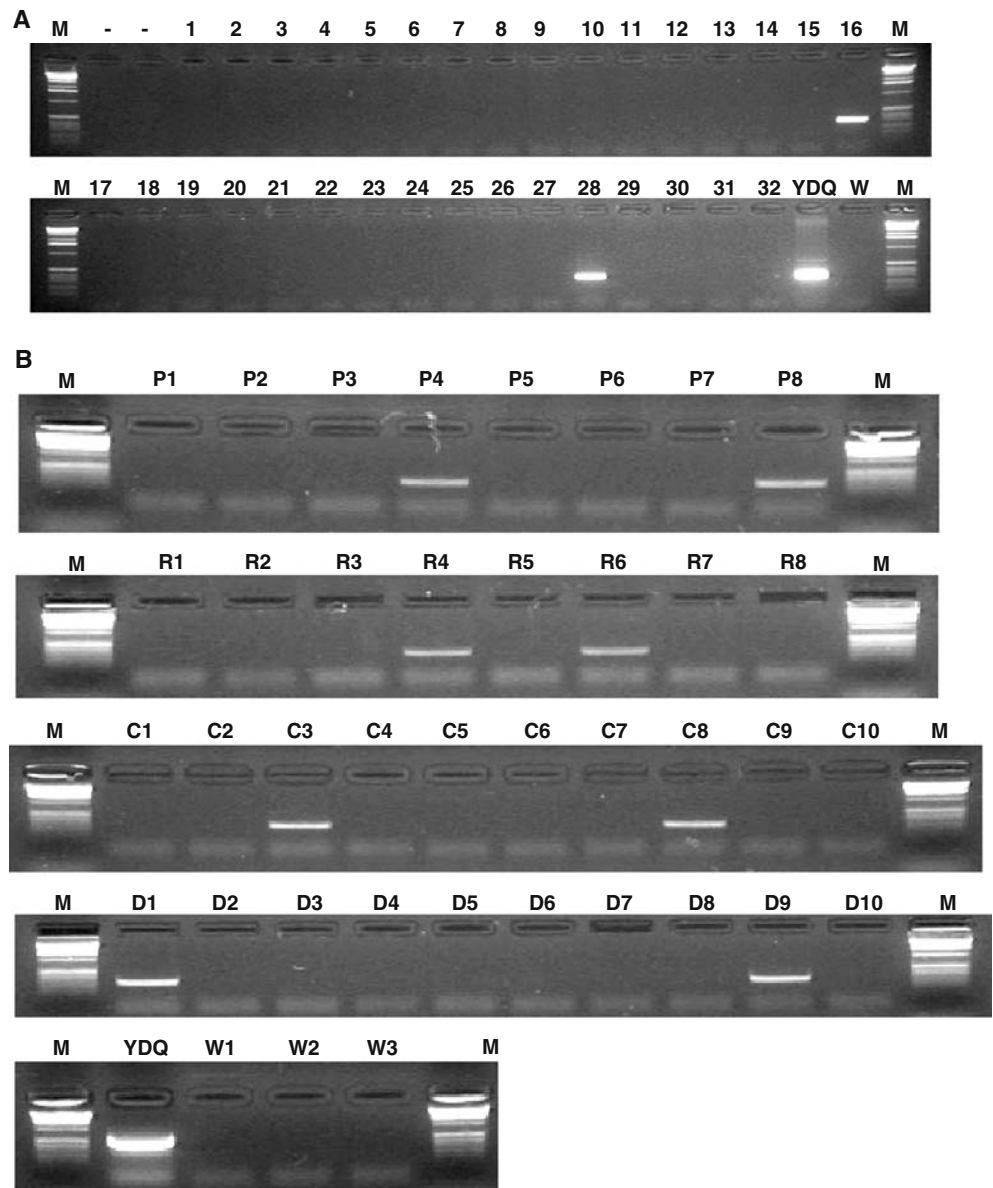 A
M - - 1 2 3 4 5 6 7 8 9 10 11 12 13 14 15 16 M
M 17 18 19 20 21 22 23 24 25 26 27 28 29 30 31 32 YDQ W M
B
M P1 P2 P3 P4 P5 P6 P7 P8 M
M R1 R2 R3 R4 R5 R6 R7 R8 M
M C1 C2 C3 C4 C5 C6 C7 C8 C9 C10 M
M D1 D2 D3 D4 D5 D6 D7 D8 D9 D10 M
M YDQ W1 W2 W3 M